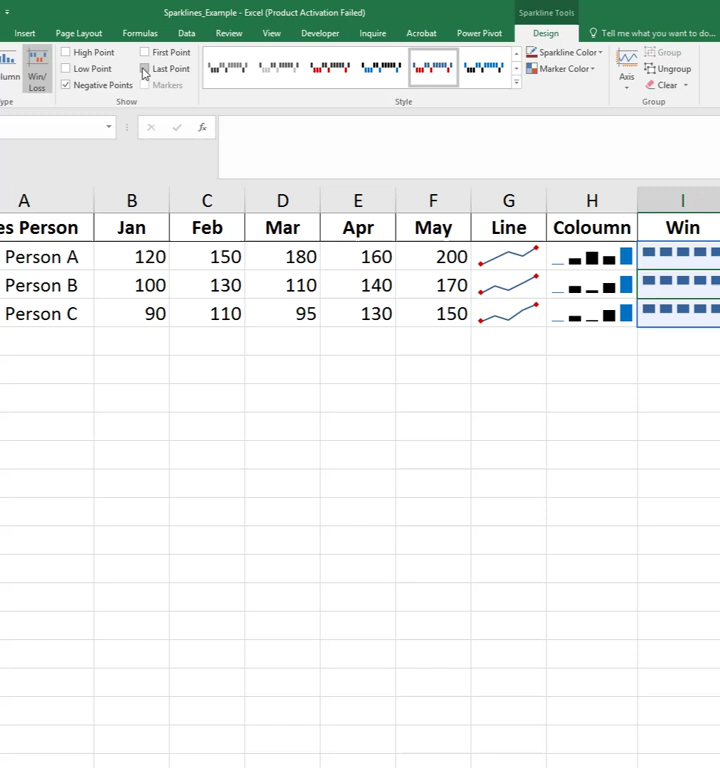 Sparklines_Example - Excel (Product Activation Failed)
Sparkline Tools
Insert Page Layout Formulas Data Review View Developer Inquire Acrobat Power Pivot Design Tell me what you want to do...
High Point First Point
Low Point Last Point
Negative Points Markers
olumn Win/
Loss
Sparkline Color
Marker Color
Axis
Group
Ungroup
Clear
ype Show Style Group
fx
A B C D E F G H I
es Person Jan Feb Mar Apr May Line Coloumn Win
Person A 120 150 180 160 200
Person B 100 130 110 140 170
Person C 90 110 95 130 150